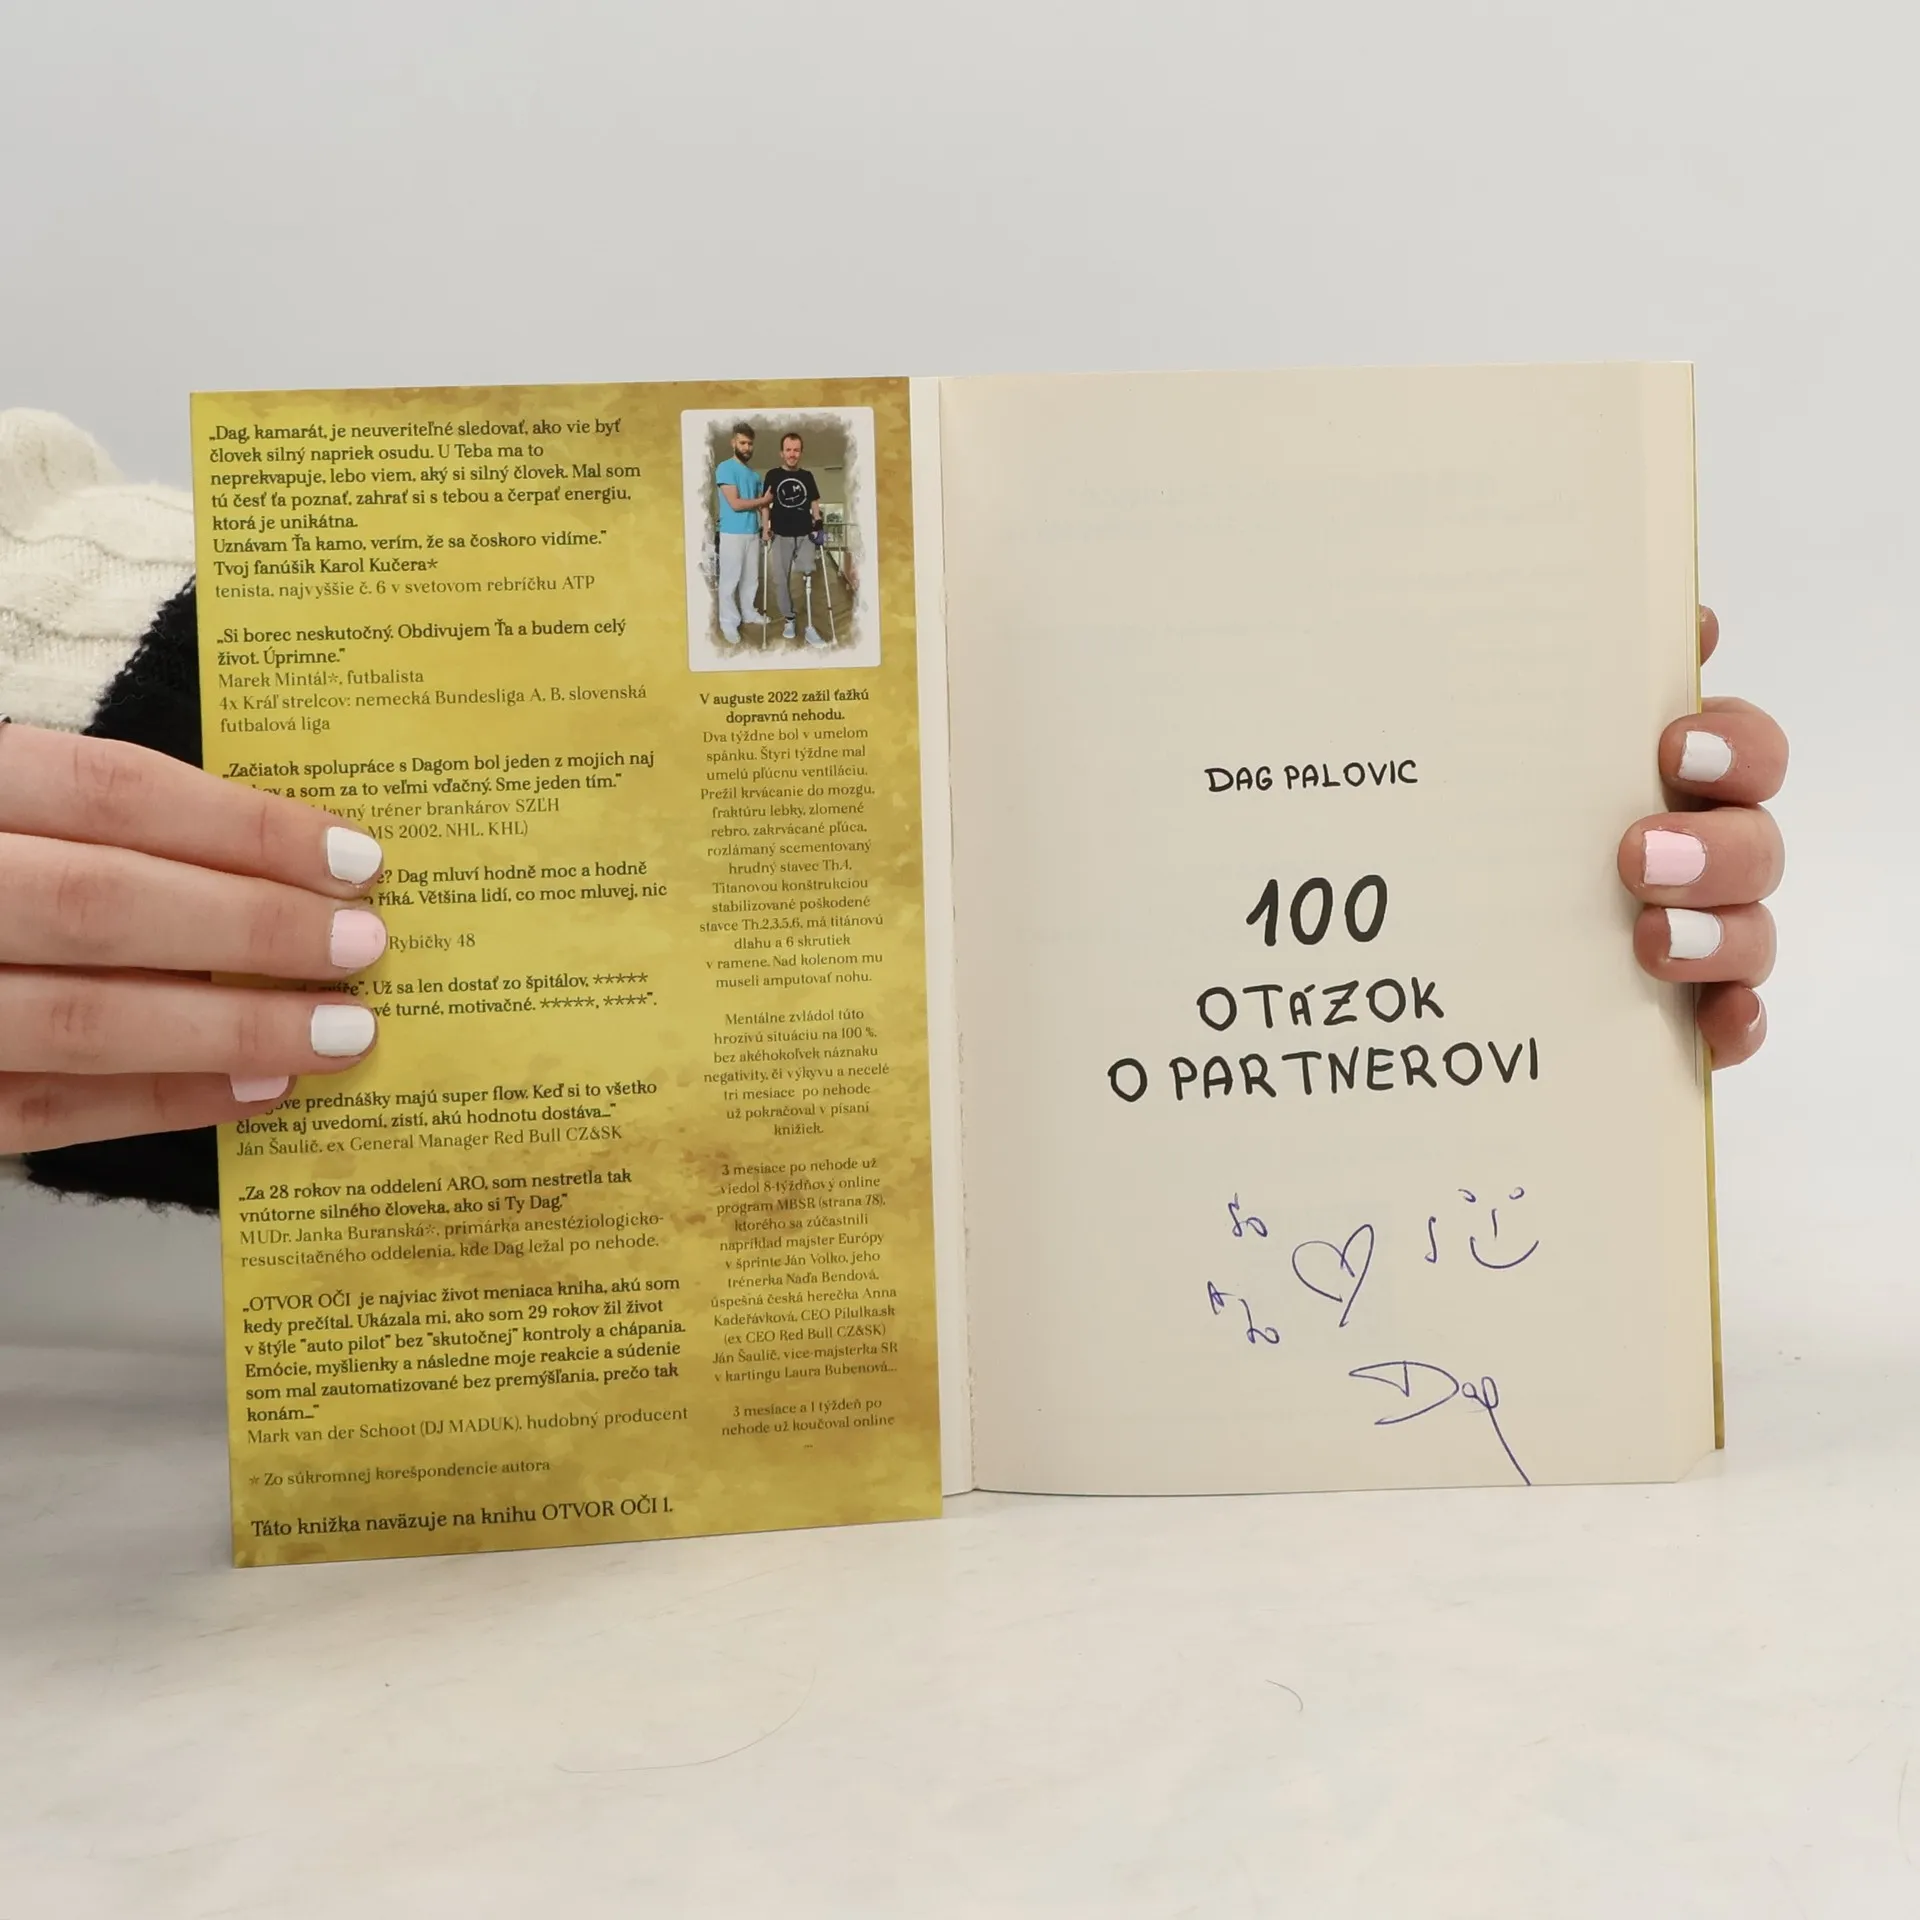 „Dag, kamarát, je neuveriteľné sledovať, ako vie byť
človek silný napriek osudu. U Teba ma to
neprekvapuje, lebo viem, aký si silný človek. Mal som
tú česť ťa poznať, zahrať si s tebou a čerpať energiu,
ktorá je unikátna.
Uznávam Ťa kamo, verím, že sa čoskoro vidíme."
Tvoj fanúšik Karol Kučera*
tenista, najvyššie č. 6 v svetovom rebríčku ATP
„Si borec neskutočný. Obdivujem Ťa a budem celý
život. Úprimne."
Marek Mintál*, futbalista
4x Kráľ strelcov: nemecká Bundesliga A, B, slovenská
futbalová liga
„Začiatok spolupráce s Dagom bol jeden z mojich naj
a som za to veľmi vďačný. Sme jeden tím."
tréner brankárov SZĽH
MS 2002, NHL, KHL)
Dag mluví hodně moc a hodně
říká. Většina lidí, co moc mluvej, nic
Rybičky 48
Už sa len dostať zo špitálov, *****
turné, motivačné. *****, ****".
prednášky majú super flow. Keď si to všetko
človek aj uvedomí, zistí, akú hodnotu dostáva..."
Ján Šaulič, ex General Manager Red Bull CZ&SK
„Za 28 rokov na oddelení ARO, som nestretla tak
vnútorne silného človeka, ako si Ty Dag."
MUDr. Janka Buranská*, primárka anestéziologicko-
resuscitačného oddelenia, kde Dag ležal po nehode.
„OTVOR OČI je najviac život meniaca kniha, akú som
kedy prečítal. Ukázala mi, ako som 29 rokov žil život
v štýle "auto pilot" bez "skutočnej" kontroly a chápania.
Emócie, myšlienky a následne moje reakcie a súdenie
som mal zautomatizované bez premýšľania, prečo tak
konám..."
Mark van der Schoot (DJ MADUK), hudobný producent
* Zo súkromnej korešpondencie autora
Táto knižka naväzuje na knihu OTVOR OČI 1.
V auguste 2022 zažil ťažkú
dopravnú nehodu.
Dva týždne bol v umelom
spánku. Štyri týždne mal
umelú pľúcnu ventiláciu.
Prežil krvácanie do mozgu,
fraktúru lebky, zlomené
rebro, zakrvácané pľúca,
rozlámaný scementovaný
hrudný stavec Th.4.
Titanovou konštrukciou
stabilizované poškodené
stavce Th.2,3,5,6, má titánovú
dlahu a 6 skrutiek
v ramene. Nad kolenom mu
museli amputovať nohu.
Mentálne zvládol túto
hrozivú situáciu na 100 %,
bez akéhokoľvek náznaku
negativity, či výkyvu a necelé
tri mesiace po nehode
už pokračoval v písaní
knižiek.
3 mesiace po nehode už
viedol 8-týždňový online
program MBSR (strana 78),
ktorého sa zúčastnili
napríklad majster Európy
v šprinte Ján Volko, jeho
trénerka Naďa Bendová,
úspešná česká herečka Anna
Kadeřávková, CEO Pilulka.sk
(ex CEO Red Bull CZ&SK)
Ján Šaulič, vice-majsterka SR
v kartingu Laura Bubenová...
3 mesiace a 1 týždeň po
nehode už koučoval online
...
DAG PALOVIC
100
OTÁZOK
O PARTNEROVI
Dag